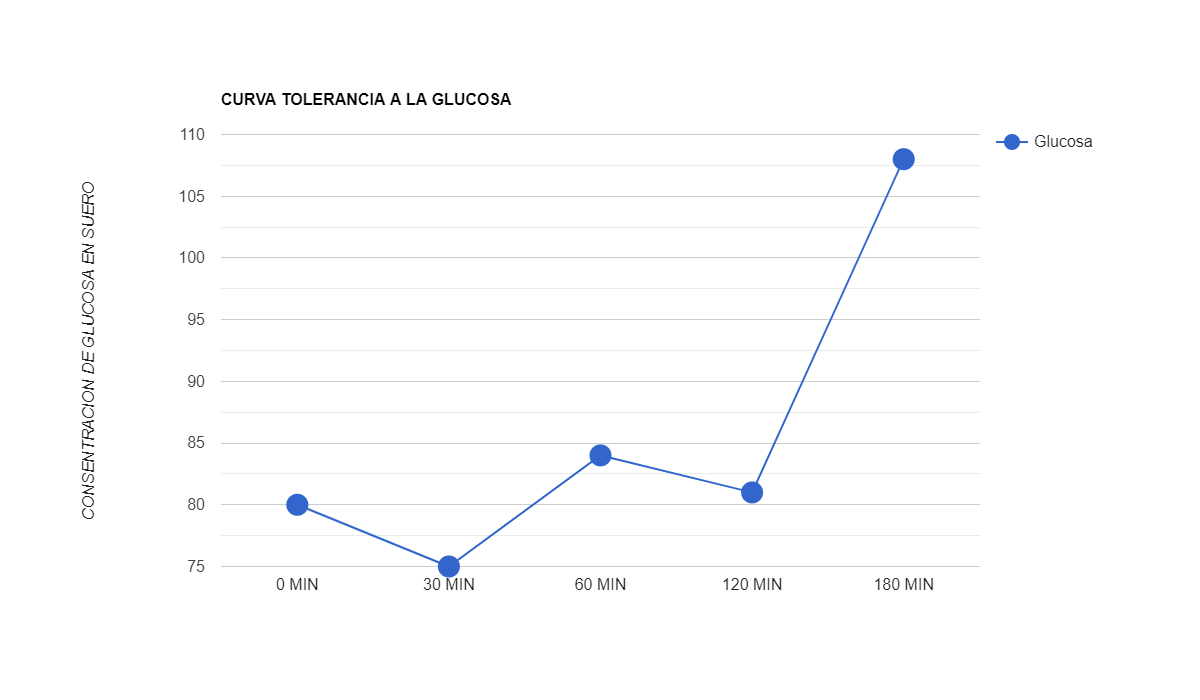 CURVA TOLERANCIA A LA GLUCOSA
Glucosa
CONSENTRACION DE GLUCOSA EN SUERO
110
105
100
95
90
85
80
75
0 MIN 30 MIN 60 MIN 120 MIN 180 MIN